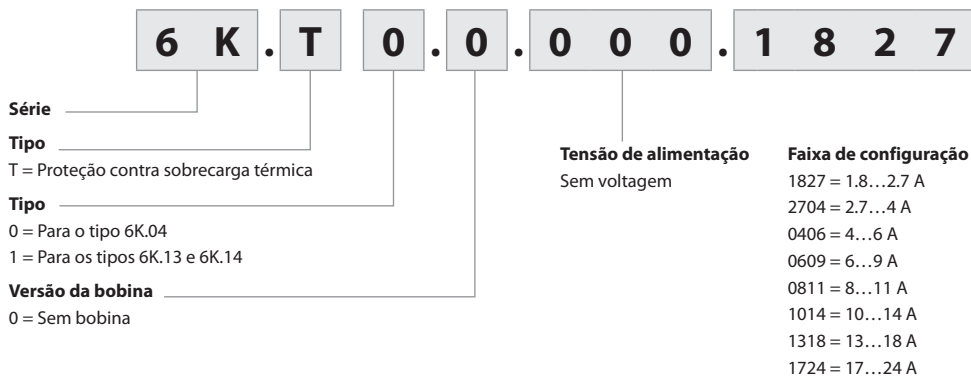 6 K . T 0 . 0 . 0 0 0 . 1 8 2 7
Série
Tipo
T = Proteção contra sobrecarga térmica
Tipo
0 = Para o tipo 6K.04
1 = Para os tipos 6K.13 e 6K.14
Versão da bobina
0 = Sem bobina
Tensão de alimentação
Sem voltagem
Faixa de configuração
1827 = 1.8…2.7 A
2704 = 2.7…4 A
0406 = 4…6 A
0609 = 6…9 A
0811 = 8…11 A
1014 = 10…14 A
1318 = 13…18 A
1724 = 17…24 A